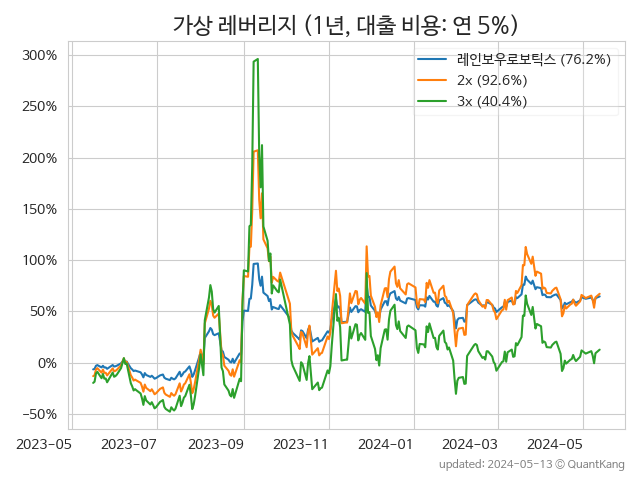 가상 레버리지 (1년, 대출 비용: 연 5%)
레인보우로보틱스 (76.2%)
2x (92.6%)
3x (40.4%)
300%
250%
200%
150%
100%
50%
0%
−50%
2023-05 2023-07 2023-09 2023-11 2024-01 2024-03 2024-05
updated: 2024-05-13 © QuantKang